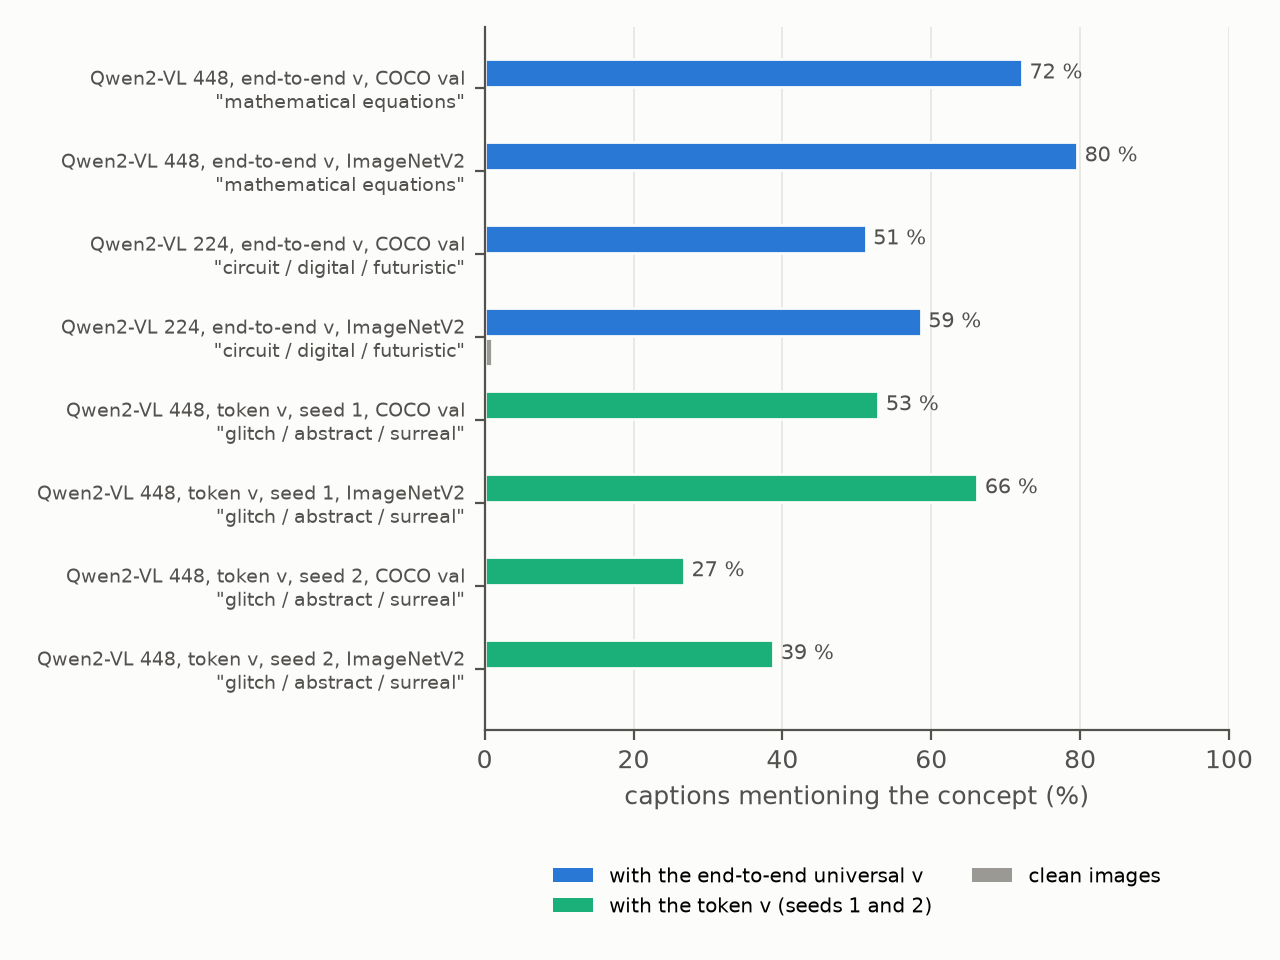 Qwen2-VL 448, end-to-end v, COCO val
"mathematical equations"
72 %
Qwen2-VL 448, end-to-end v, ImageNetV2
"mathematical equations"
80 %
Qwen2-VL 224, end-to-end v, COCO val
"circuit / digital / futuristic"
51 %
Qwen2-VL 224, end-to-end v, ImageNetV2
"circuit / digital / futuristic"
59 %
Qwen2-VL 448, token v, seed 1, COCO val
"glitch / abstract / surreal"
53 %
Qwen2-VL 448, token v, seed 1, ImageNetV2
"glitch / abstract / surreal"
66 %
Qwen2-VL 448, token v, seed 2, COCO val
"glitch / abstract / surreal"
27 %
Qwen2-VL 448, token v, seed 2, ImageNetV2
"glitch / abstract / surreal"
39 %
0 20 40 60 80 100
captions mentioning the concept (%)
with the end-to-end universal v
with the token v (seeds 1 and 2)
clean images